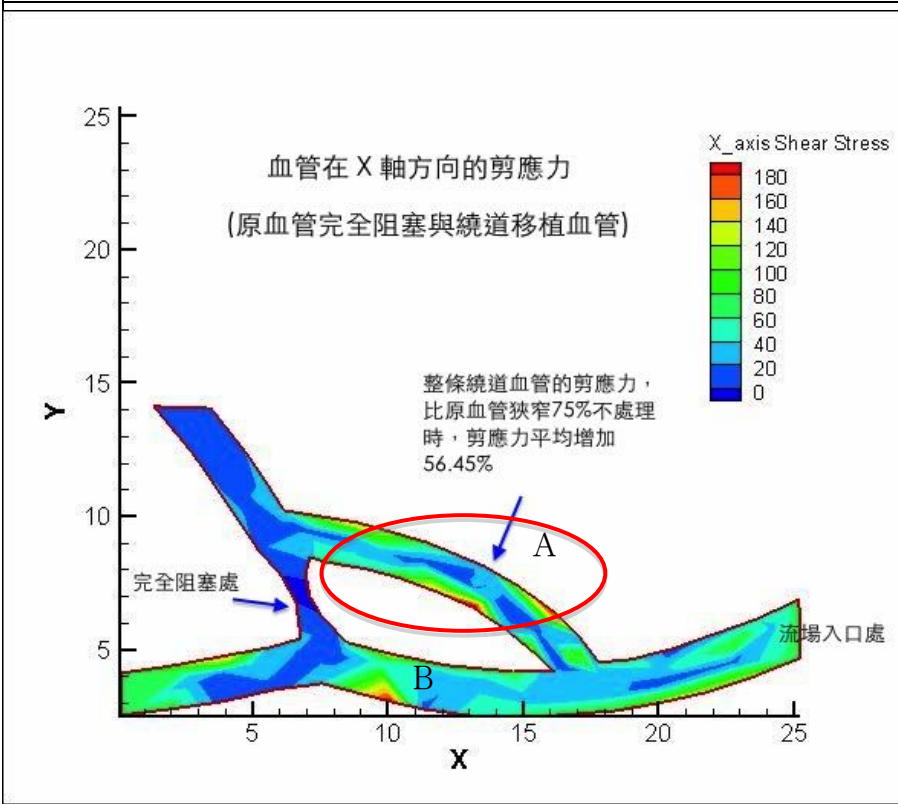 25
20
15
10
5
Y
血管在 X 軸方向的剪應力
(原血管完全阻塞與繞道移植血管)
X_axis Shear Stress
180
160
140
120
100
80
60
40
20
0
整條繞道血管的剪應力，
比原血管狹窄75%不處理
時，剪應力平均增加
56.45%
A
完全阻塞處
流場入口處
B
5
10
15
20
25
X